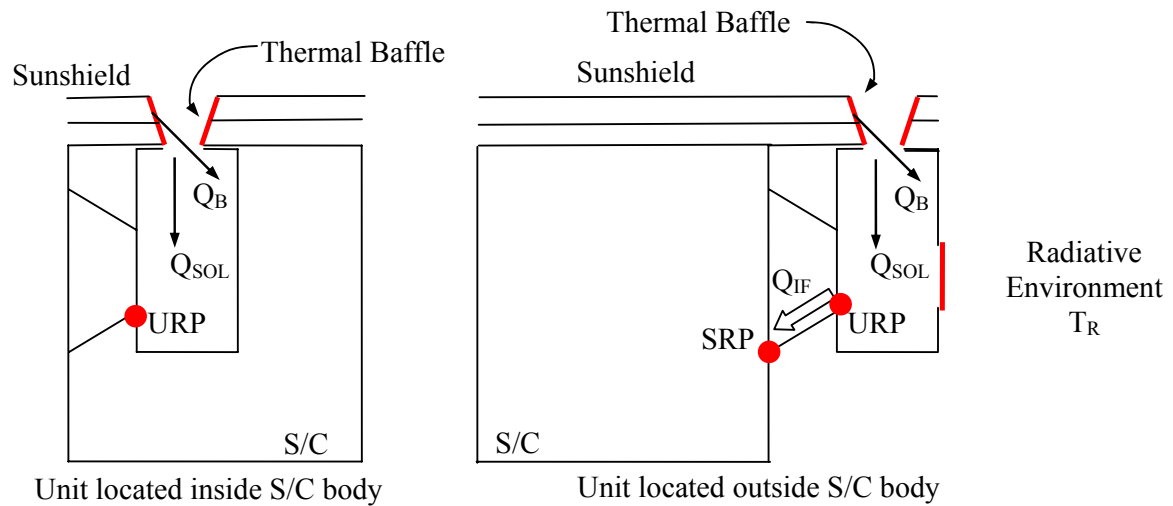 Thermal Baffle
Sunshield
Q_B
Q_SOL
URP
S/C
Unit located inside S/C body
Thermal Baffle
Sunshield
Q_B
Q_SOL
Q_IF
URP
SRP
S/C
Radiative
Environment
T_R
Unit located outside S/C body